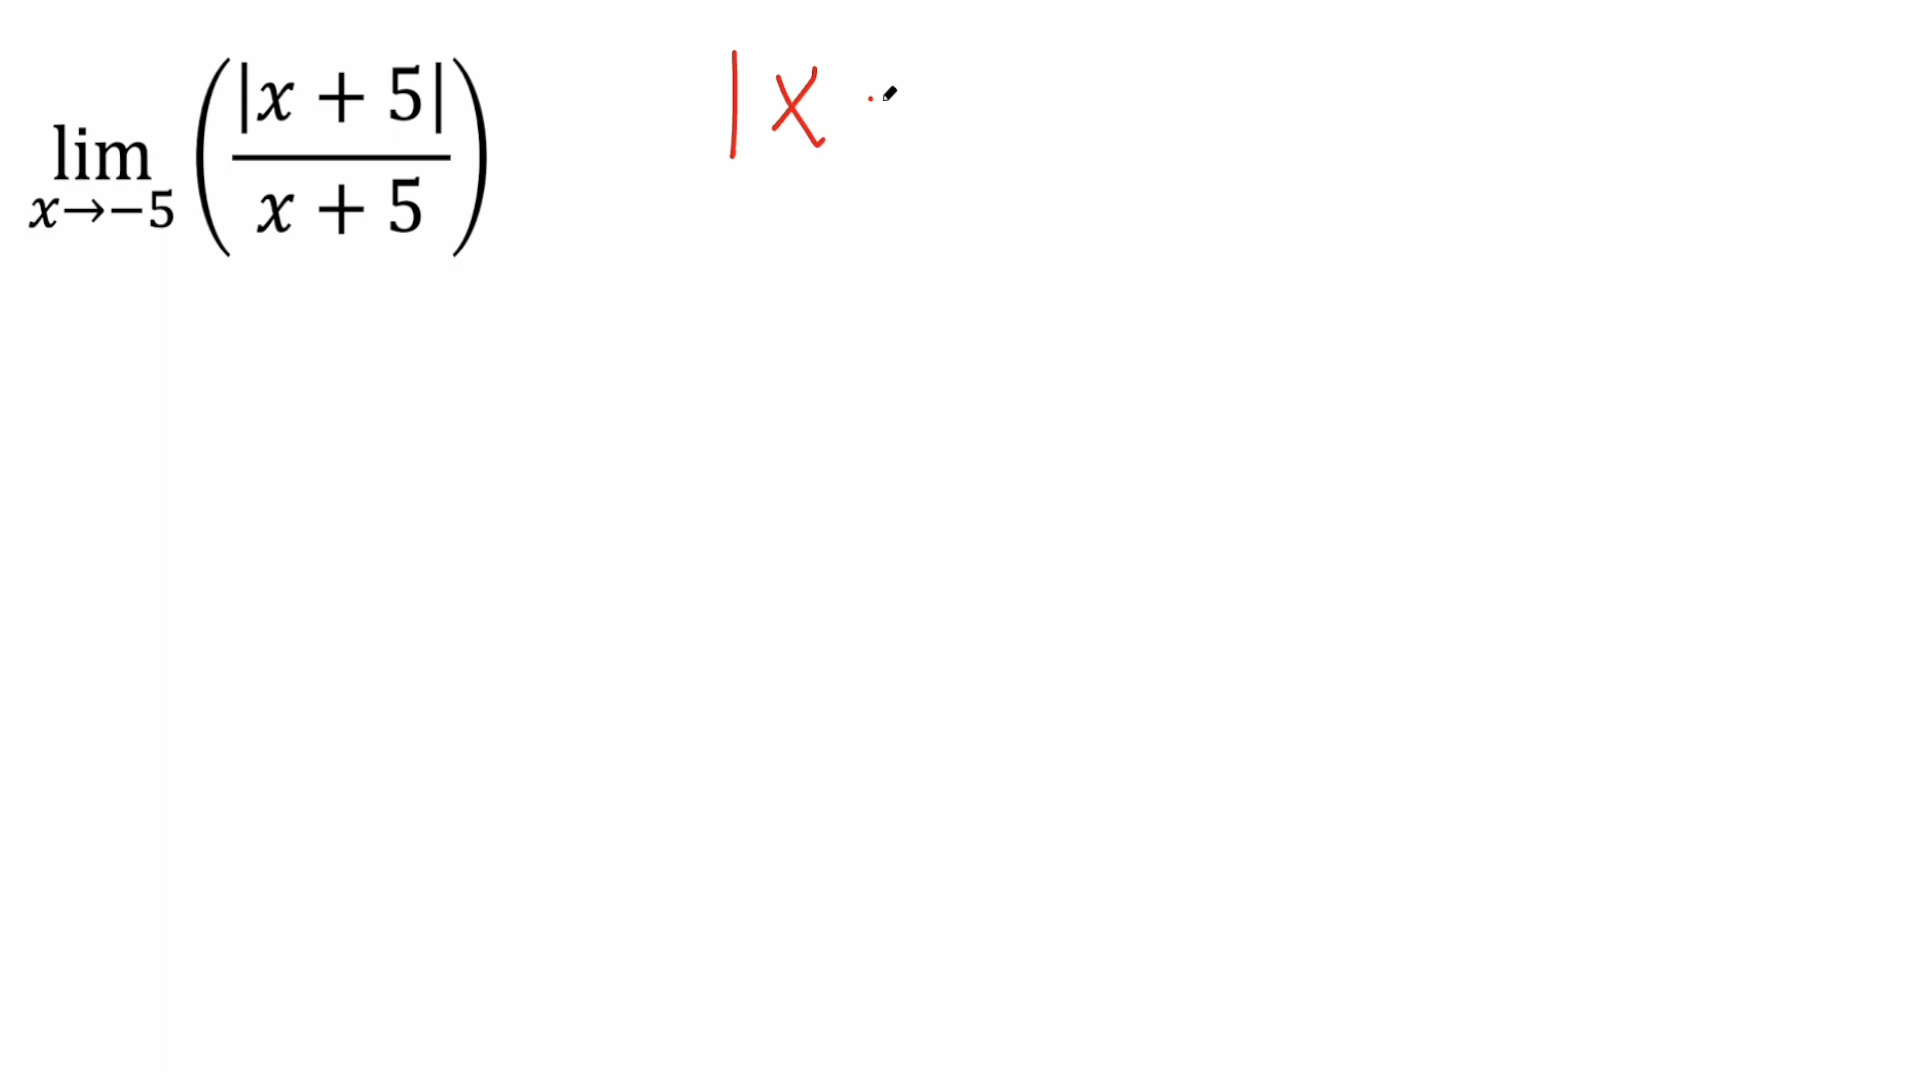 lim x→−5 (|x + 5| / x + 5)
|x